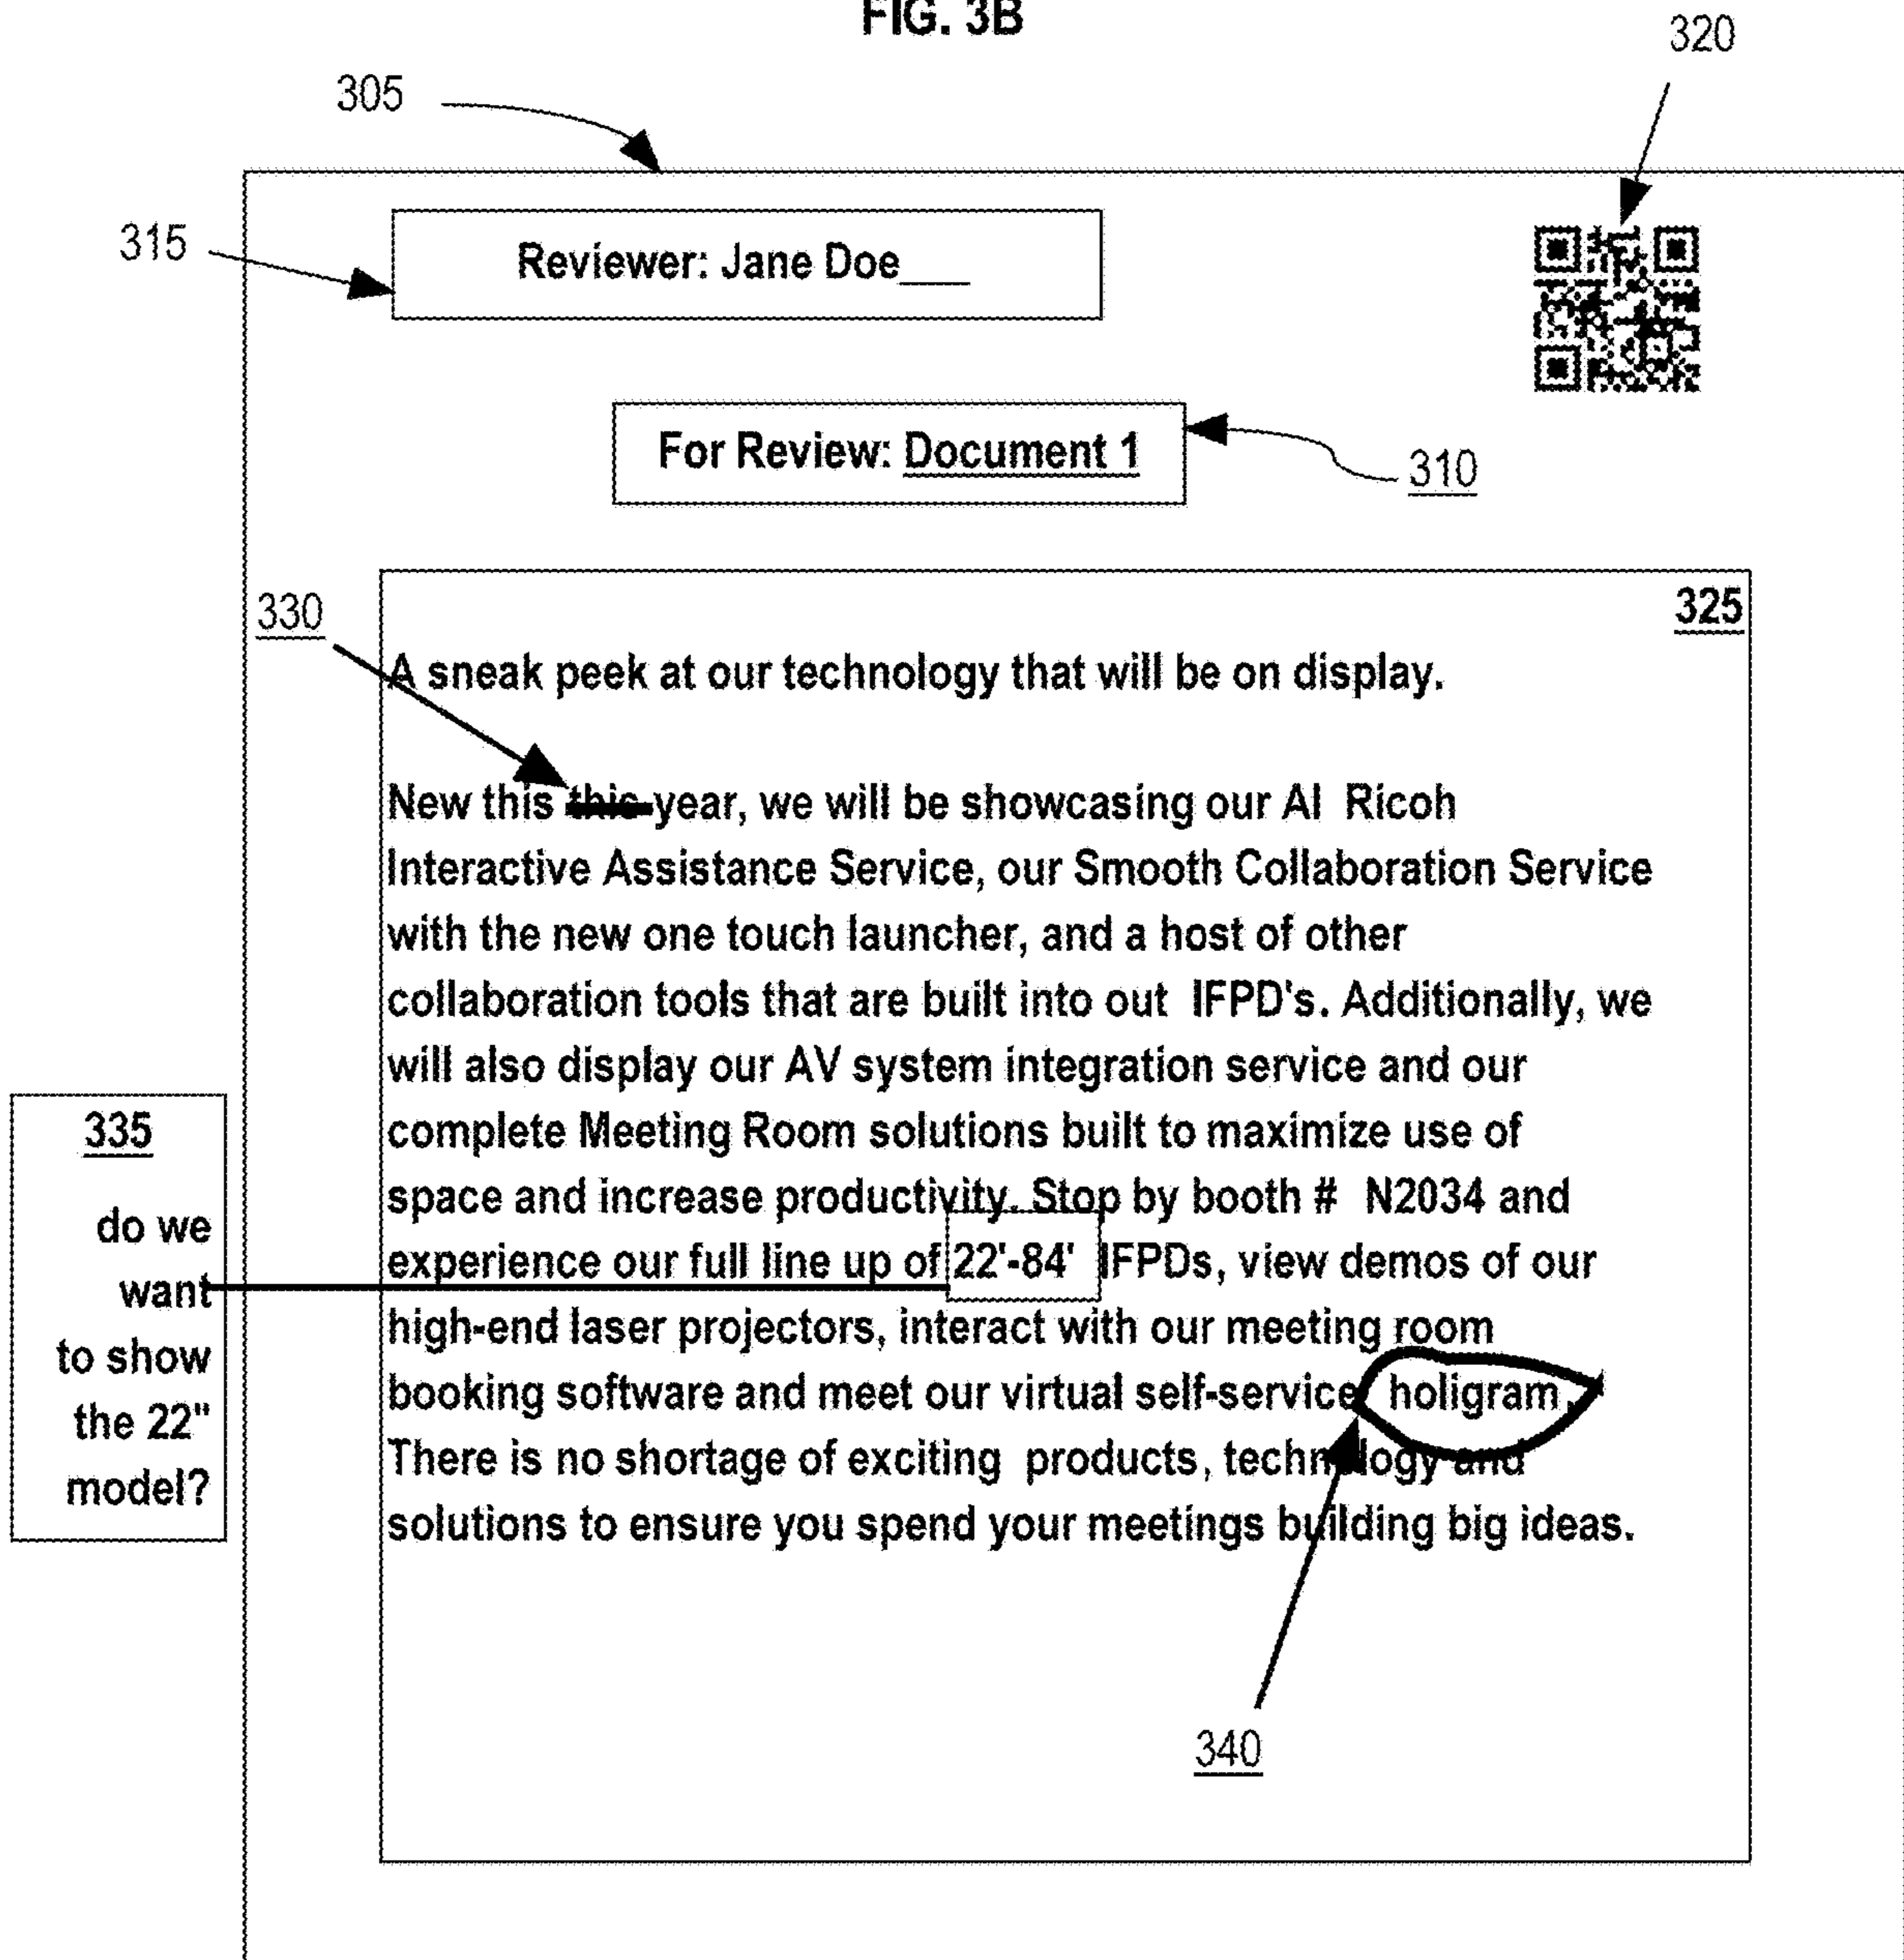 FIG. 3B
320
305
315
Reviewer: Jane Doe___
For Review: Document 1
310
325
330
A sneak peek at our technology that will be on display.
New this this year, we will be showcasing our AI Ricoh
Interactive Assistance Service, our Smooth Collaboration Service
with the new one touch launcher, and a host of other
collaboration tools that are built into out IFPD's. Additionally, we
will also display our AV system integration service and our
complete Meeting Room solutions built to maximize use of
space and increase productivity. Stop by booth # N2034 and
experience our full line up of 22'-84' IFPDs, view demos of our
high-end laser projectors, interact with our meeting room
booking software and meet our virtual self-service holigram.
There is no shortage of exciting products, technology and
solutions to ensure you spend your meetings building big ideas.
335
do we
want
to show
the 22"
model?
340